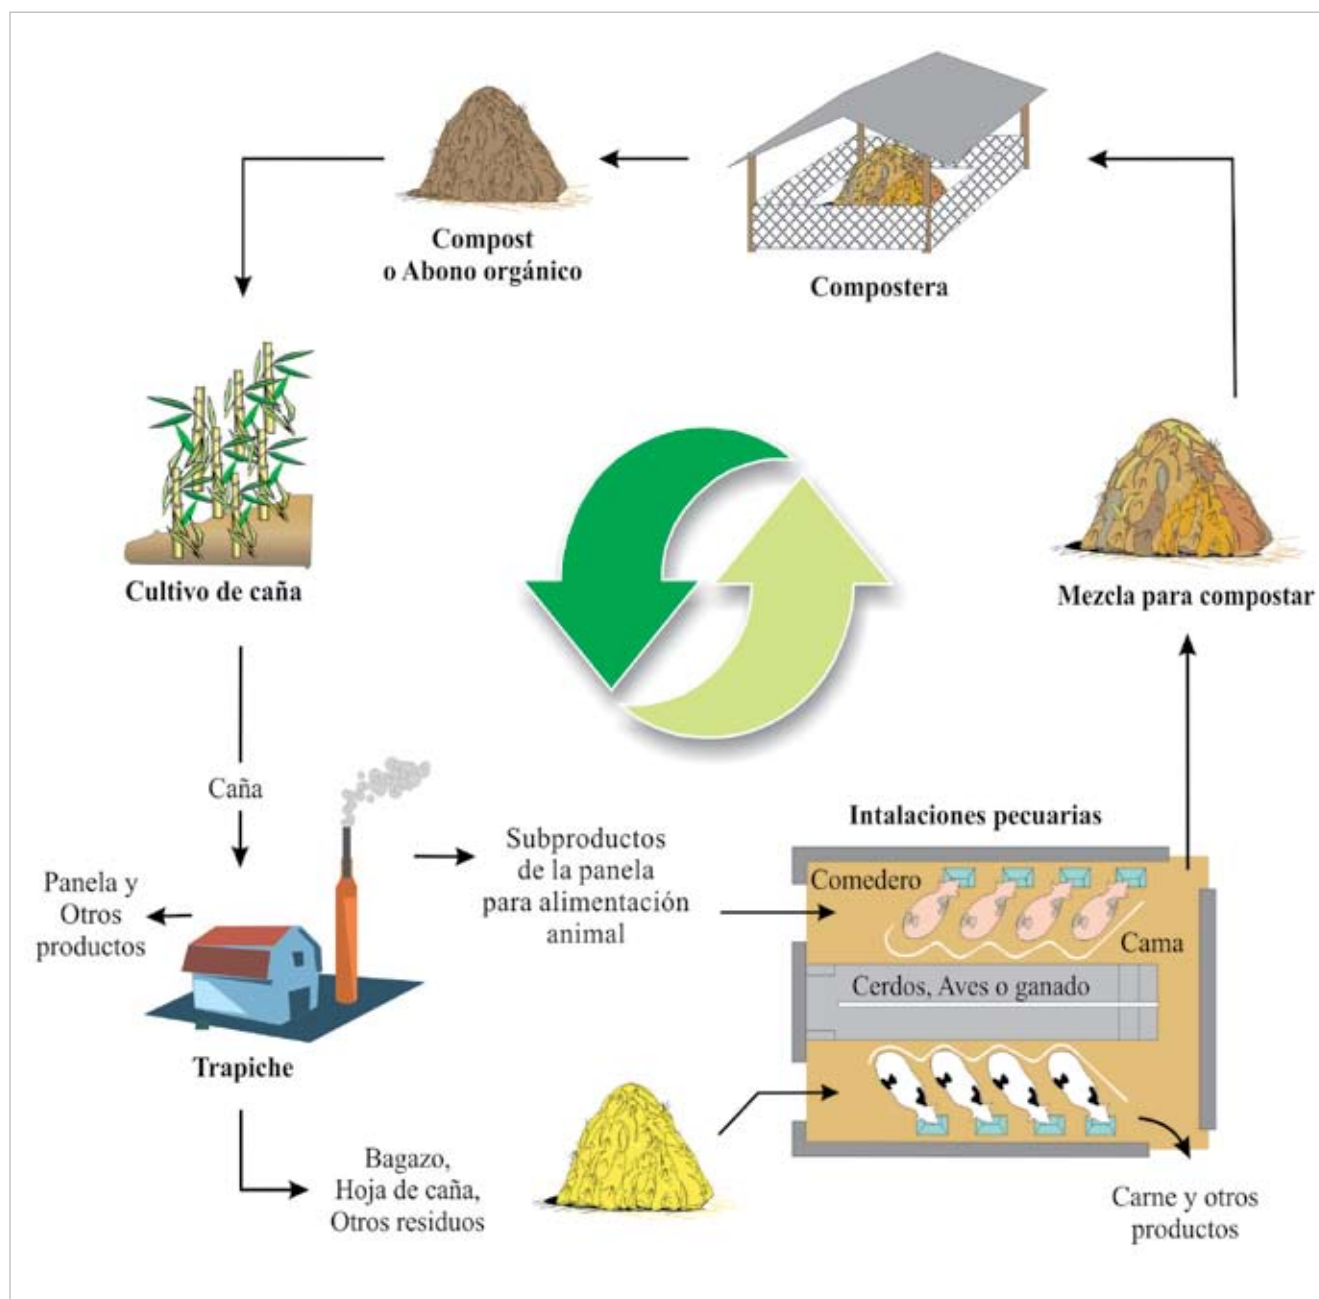 Compost
o Abono orgánico
Compostera
Cultivo de caña
Mezcla para compostar
Caña
Panela y
Otros
productos
Subproductos
de la panela
para alimentación
animal
Intalaciones pecuarias
Comedero
Cama
Cerdos, Aves o ganado
Trapiche
Bagazo,
Hoja de caña,
Otros residuos
Carne y otros
productos